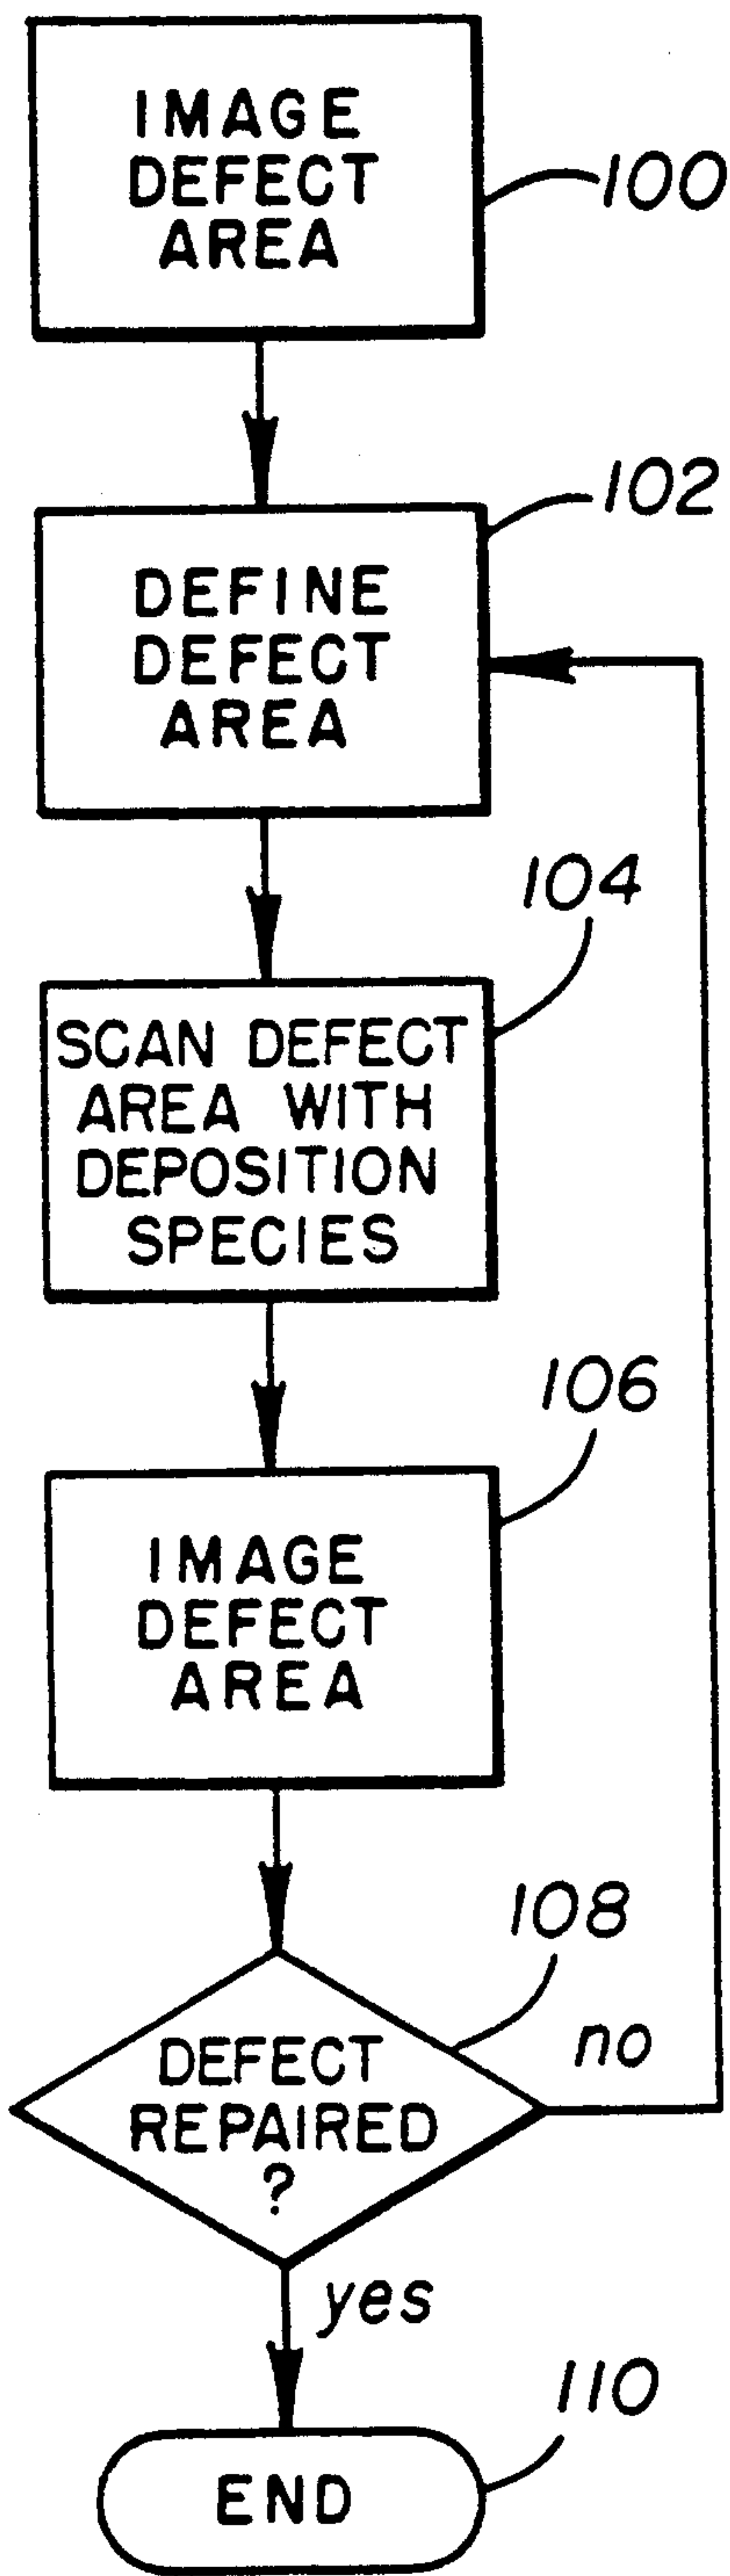 IMAGE
DEFECT
AREA
100
102
DEFINE
DEFECT
AREA
104
SCAN DEFECT
AREA WITH
DEPOSITION
SPECIES
106
IMAGE
DEFECT
AREA
108
no
DEFECT
REPAIRED
?
yes
110
END